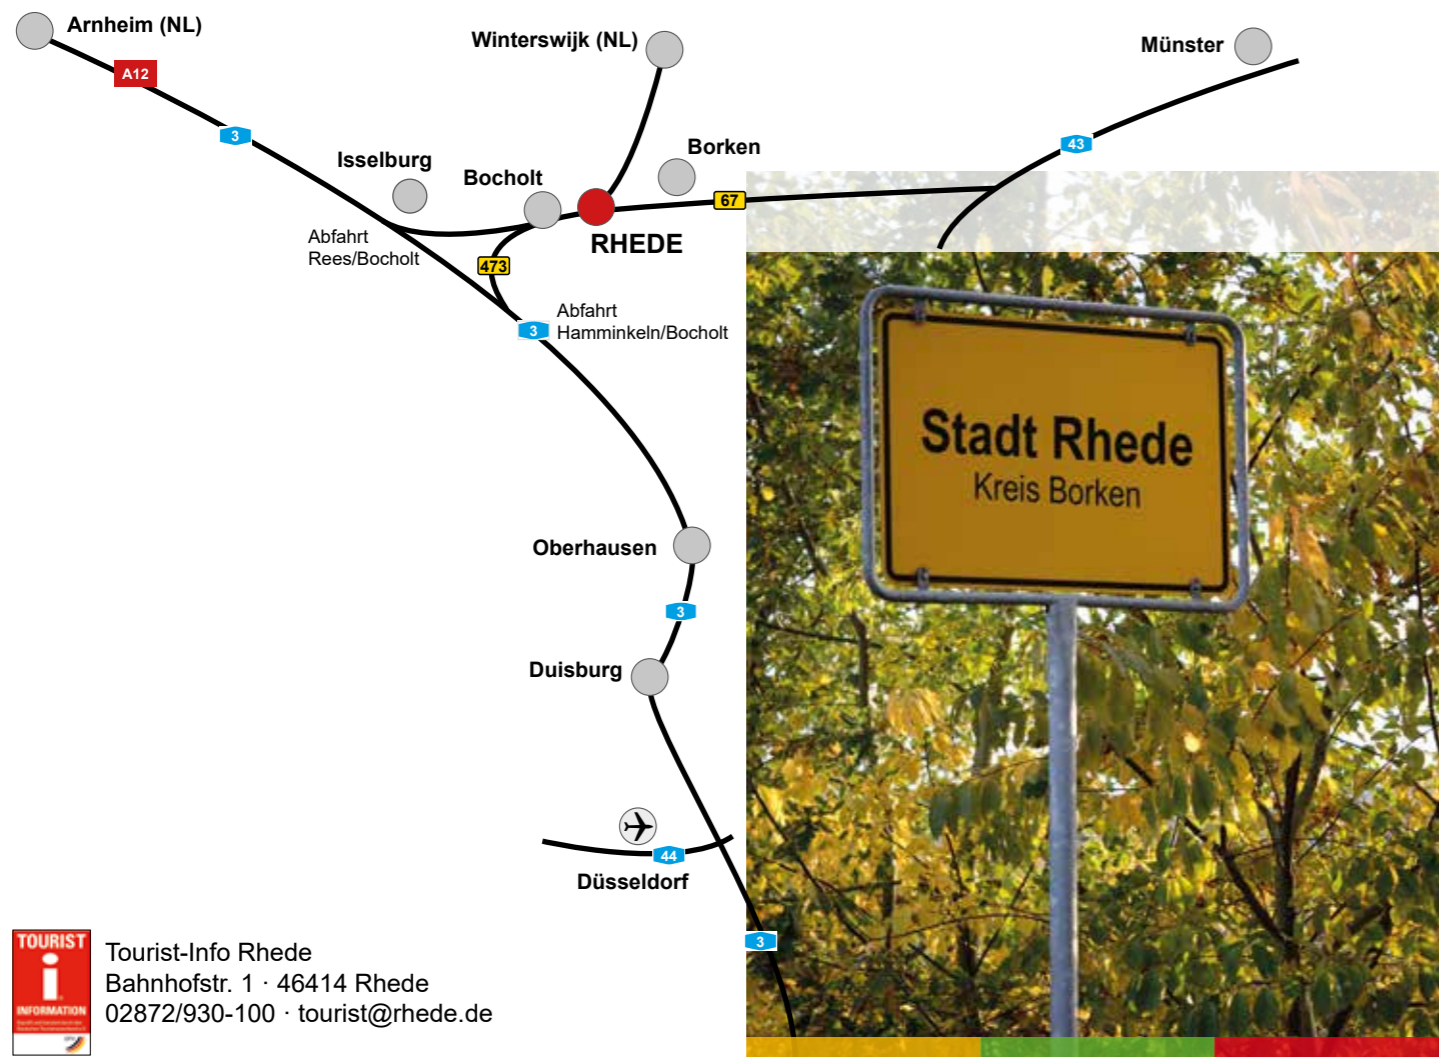 Arnheim (NL)
A12
3
Winterswijk (NL)
Münster
43
Isselburg
Bocholt
Borken
67
RHEDE
Abfahrt
Rees/Bocholt
473
Abfahrt
Hamminkeln/Bocholt
3
Stadt Rhede
Kreis Borken
Oberhausen
3
Duisburg
44
Düsseldorf
3
TOURIST
i
INFORMATION
Tourist-Info Rhede
Bahnhofstr. 1 · 46414 Rhede
02872/930-100 · tourist@rhede.de